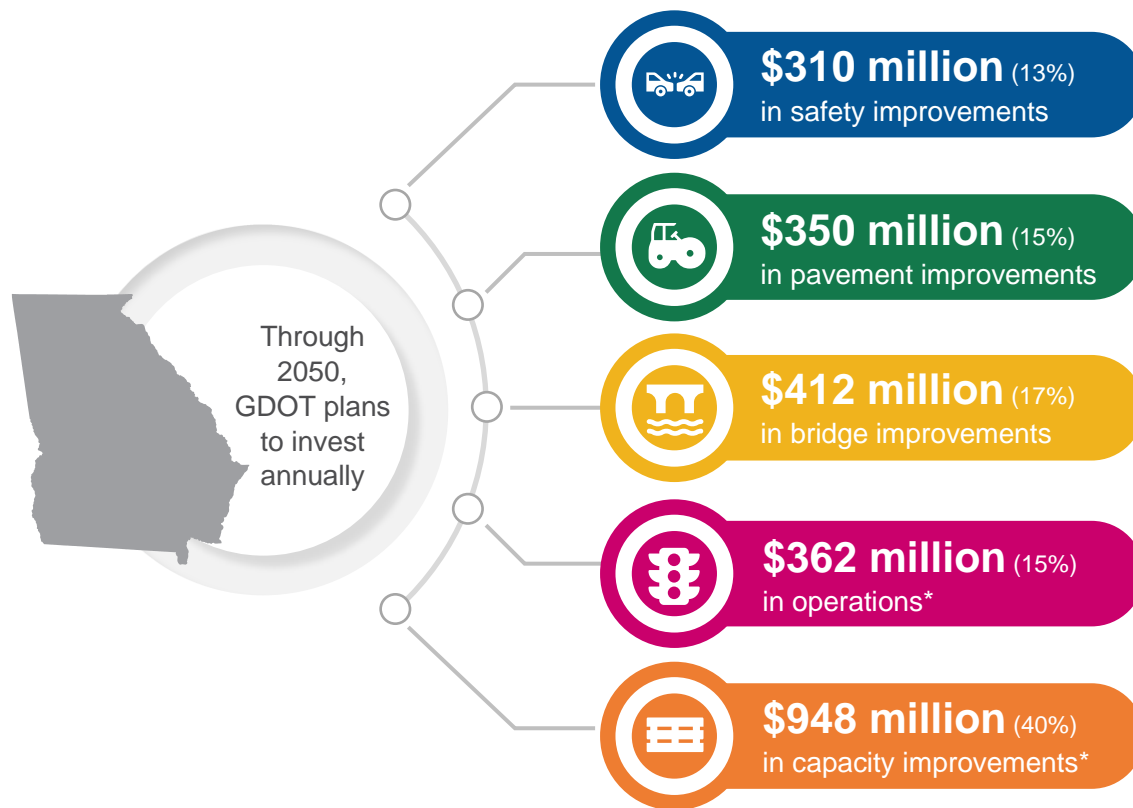 Through
2050,
GDOT plans
to invest
annually
$310 million (13%)
in safety improvements
$350 million (15%)
in pavement improvements
$412 million (17%)
in bridge improvements
$362 million (15%)
in operations*
$948 million (40%)
in capacity improvements*